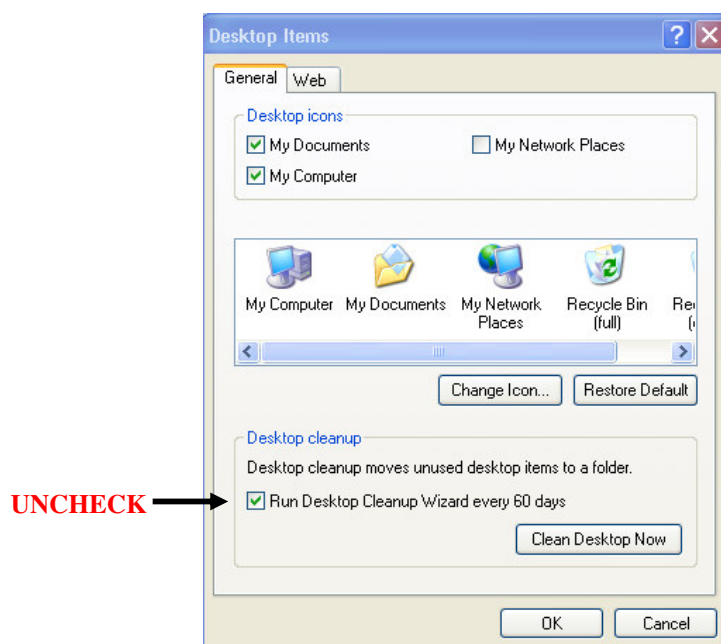 Desktop Items
General Web
Desktop icons
My Documents My Network Places
My Computer
My Computer My Documents My Network Places Recycle Bin (full)
Change Icon... Restore Default
Desktop cleanup
Desktop cleanup moves unused desktop items to a folder.
UNCHECK Run Desktop Cleanup Wizard every 60 days
Clean Desktop Now
OK Cancel